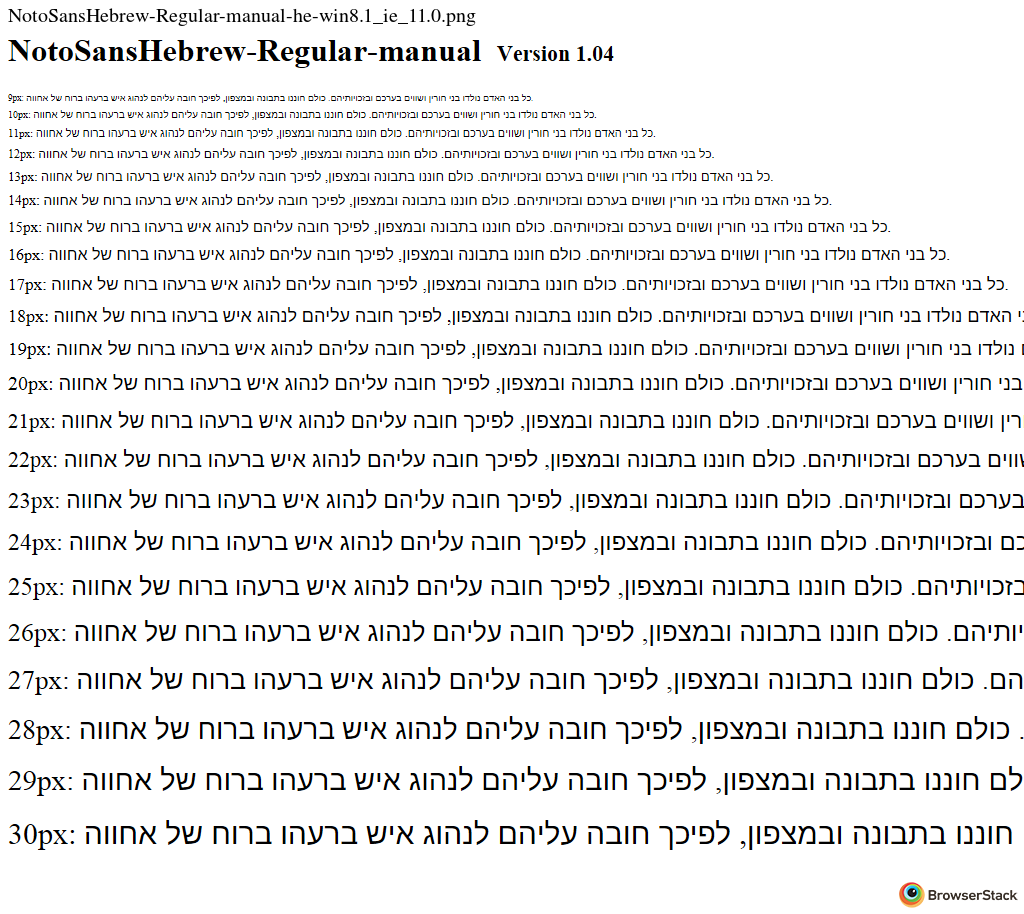 NotoSansHebrew-Regular-manual-he-win8.1_ie_11.0.png
NotoSansHebrew-Regular-manual Version 1.04
9px: כל בני האדם נולדו בני חורין ושווים בערכם ובזכויותיהם. כולם חוננו בתבונה ובמצפון, לפיכך חובה עליהם לנהוג איש ברעהו ברוח של אחווה.
10px: כל בני האדם נולדו בני חורין ושווים בערכם ובזכויותיהם. כולם חוננו בתבונה ובמצפון, לפיכך חובה עליהם לנהוג איש ברעהו ברוח של אחווה.
11px: כל בני האדם נולדו בני חורין ושווים בערכם ובזכויותיהם. כולם חוננו בתבונה ובמצפון, לפיכך חובה עליהם לנהוג איש ברעהו ברוח של אחווה.
12px: כל בני האדם נולדו בני חורין ושווים בערכם ובזכויותיהם. כולם חוננו בתבונה ובמצפון, לפיכך חובה עליהם לנהוג איש ברעהו ברוח של אחווה.
13px: כל בני האדם נולדו בני חורין ושווים בערכם ובזכויותיהם. כולם חוננו בתבונה ובמצפון, לפיכך חובה עליהם לנהוג איש ברעהו ברוח של אחווה.
14px: כל בני האדם נולדו בני חורין ושווים בערכם ובזכויותיהם. כולם חוננו בתבונה ובמצפון, לפיכך חובה עליהם לנהוג איש ברעהו ברוח של אחווה.
15px: כל בני האדם נולדו בני חורין ושווים בערכם ובזכויותיהם. כולם חוננו בתבונה ובמצפון, לפיכך חובה עליהם לנהוג איש ברעהו ברוח של אחווה.
16px: כל בני האדם נולדו בני חורין ושווים בערכם ובזכויותיהם. כולם חוננו בתבונה ובמצפון, לפיכך חובה עליהם לנהוג איש ברעהו ברוח של אחווה.
17px: כל בני האדם נולדו בני חורין ושווים בערכם ובזכויותיהם. כולם חוננו בתבונה ובמצפון, לפיכך חובה עליהם לנהוג איש ברעהו ברוח של אחווה.
18px: האדם נולדו בני חורין ושווים בערכם ובזכויותיהם. כולם חוננו בתבונה ובמצפון, לפיכך חובה עליהם לנהוג איש ברעהו ברוח של אחווה
19px: נולדו בני חורין ושווים בערכם ובזכויותיהם. כולם חוננו בתבונה ובמצפון, לפיכך חובה עליהם לנהוג איש ברעהו ברוח של אחווה
20px: בני חורין ושווים בערכם ובזכויותיהם. כולם חוננו בתבונה ובמצפון, לפיכך חובה עליהם לנהוג איש ברעהו ברוח של אחווה
21px: רין ושווים בערכם ובזכויותיהם. כולם חוננו בתבונה ובמצפון, לפיכך חובה עליהם לנהוג איש ברעהו ברוח של אחווה
22px: שווים בערכם ובזכויותיהם. כולם חוננו בתבונה ובמצפון, לפיכך חובה עליהם לנהוג איש ברעהו ברוח של אחווה
23px: בערכם ובזכויותיהם. כולם חוננו בתבונה ובמצפון, לפיכך חובה עליהם לנהוג איש ברעהו ברוח של אחווה
24px: כם ובזכויותיהם. כולם חוננו בתבונה ובמצפון, לפיכך חובה עליהם לנהוג איש ברעהו ברוח של אחווה
25px: בזכויותיהם. כולם חוננו בתבונה ובמצפון, לפיכך חובה עליהם לנהוג איש ברעהו ברוח של אחווה
26px: יותיהם. כולם חוננו בתבונה ובמצפון, לפיכך חובה עליהם לנהוג איש ברעהו ברוח של אחווה
27px: הם. כולם חוננו בתבונה ובמצפון, לפיכך חובה עליהם לנהוג איש ברעהו ברוח של אחווה
28px: . כולם חוננו בתבונה ובמצפון, לפיכך חובה עליהם לנהוג איש ברעהו ברוח של אחווה
29px: לם חוננו בתבונה ובמצפון, לפיכך חובה עליהם לנהוג איש ברעהו ברוח של אחווה
30px: חוננו בתבונה ובמצפון, לפיכך חובה עליהם לנהוג איש ברעהו ברוח של אחווה
BrowserStack